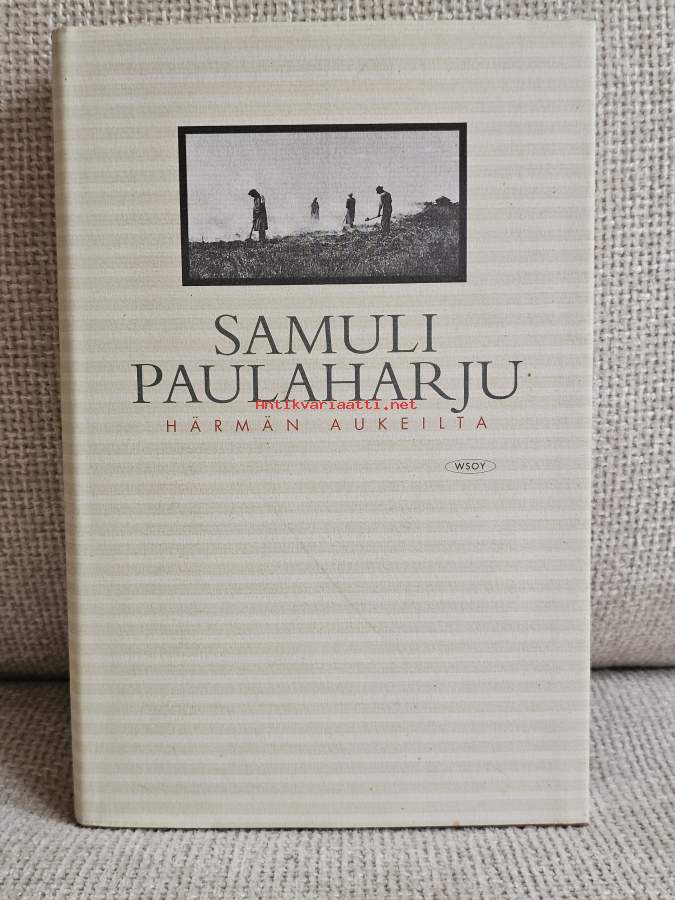 SAMULI
PAULAHARJU
Antikvariaatti.net
HÄRMÄN AUKEILTA
WSOY